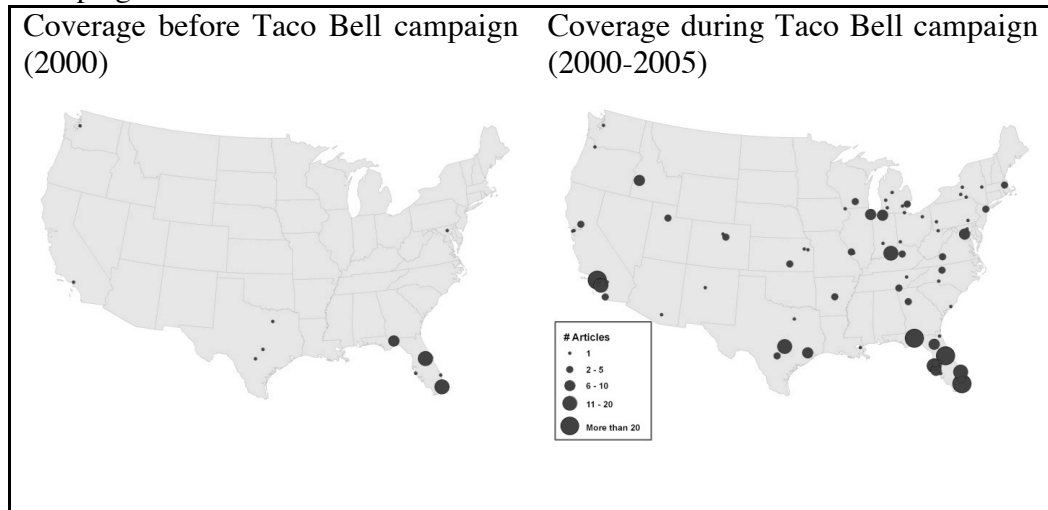 Coverage before Taco Bell campaign
(2000)
Coverage during Taco Bell campaign
(2000-2005)
# Articles
1
2 - 5
6 - 10
11 - 20
More than 20